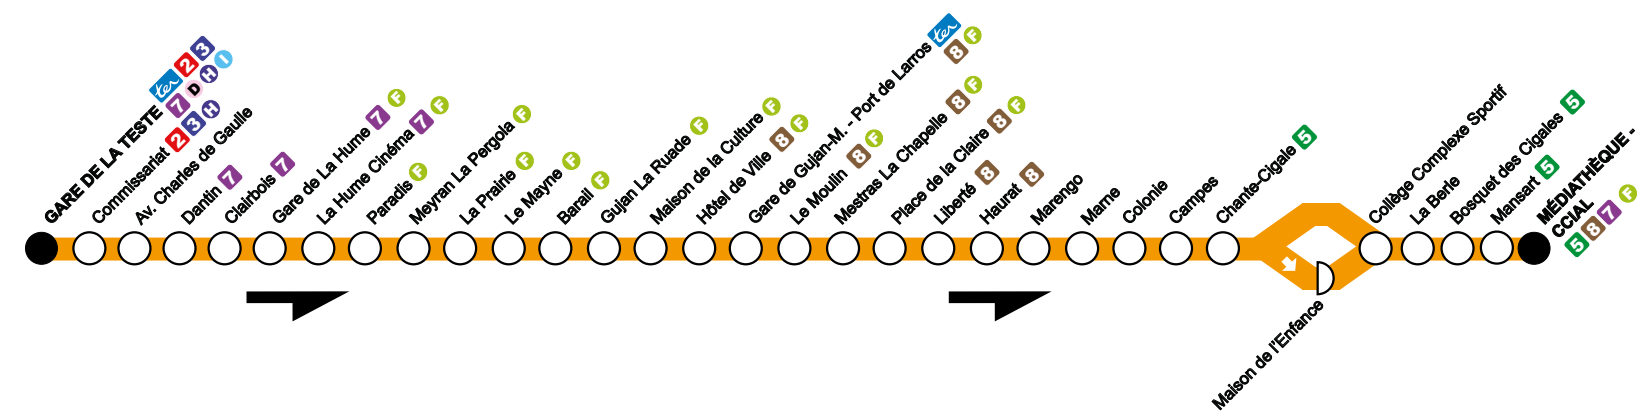 GARE DE LA TESTE ter 2 3
7 D H I
Commissariat 2 3 H
Av. Charles de Gaulle
Dantin 7
Clairbois 7
Gare de La Hume 7 F
La Hume Cinéma 7 F
Paradis F
Meyran La Pergola F
La Prairie F
Le Mayne F
Barail F
Gujan La Ruade F
Maison de la Culture F
Hôtel de Ville 8 F
Gare de Gujan-M. - Port de Larros ter
8 F
Le Moulin 8 F
Mestras La Chapelle 8 F
Place de la Claire 8 F
Liberté 8
Haurat 8
Marengo
Marne
Colonie
Campes
Chante-Cigale 5
Maison de l'Enfance
Collège Complexe Sportif
La Berle
Bosquet des Cigales 5
Mansart 5
MÉDIATHÈQUE -
CCIAL
5 8 7 F